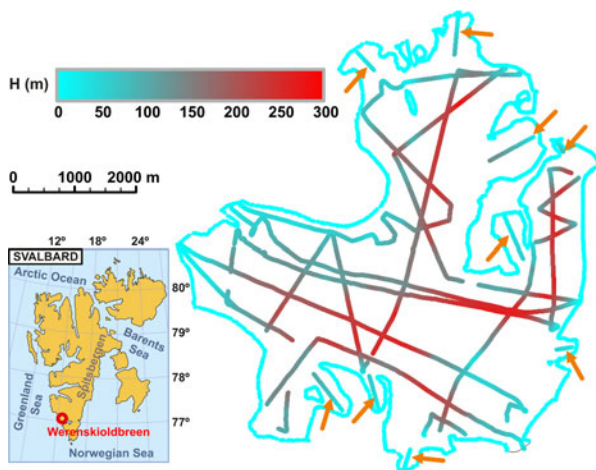 H (m)
0 50 100 150 200 250 300
0 1000 2000 m
SVALBARD
12° 18° 24°
Arctic Ocean
80°
79°
78°
77°
Barents
Sea
Spitsbergen
Greenland
Sea
Werenskioldbreen
Norwegian Sea